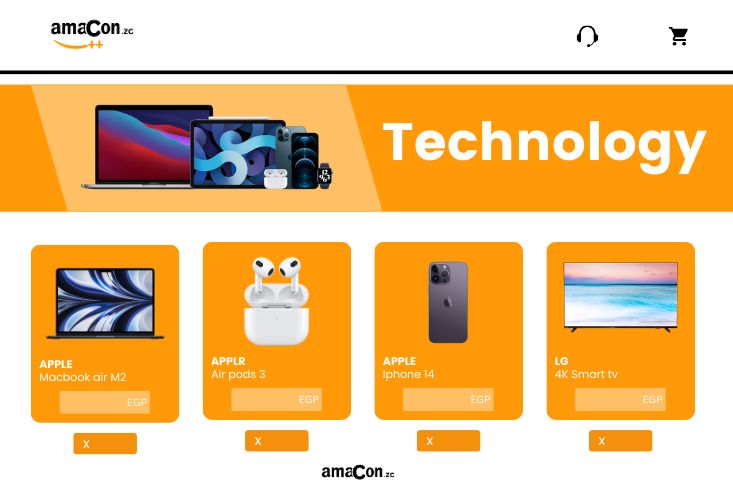 amaCon.zc
++
Technology
APPLE
Macbook air M2
EGP
X
APPLR
Air pods 3
EGP
X
APPLE
Iphone 14
EGP
X
LG
4K Smart tv
EGP
X
amaCon.zc